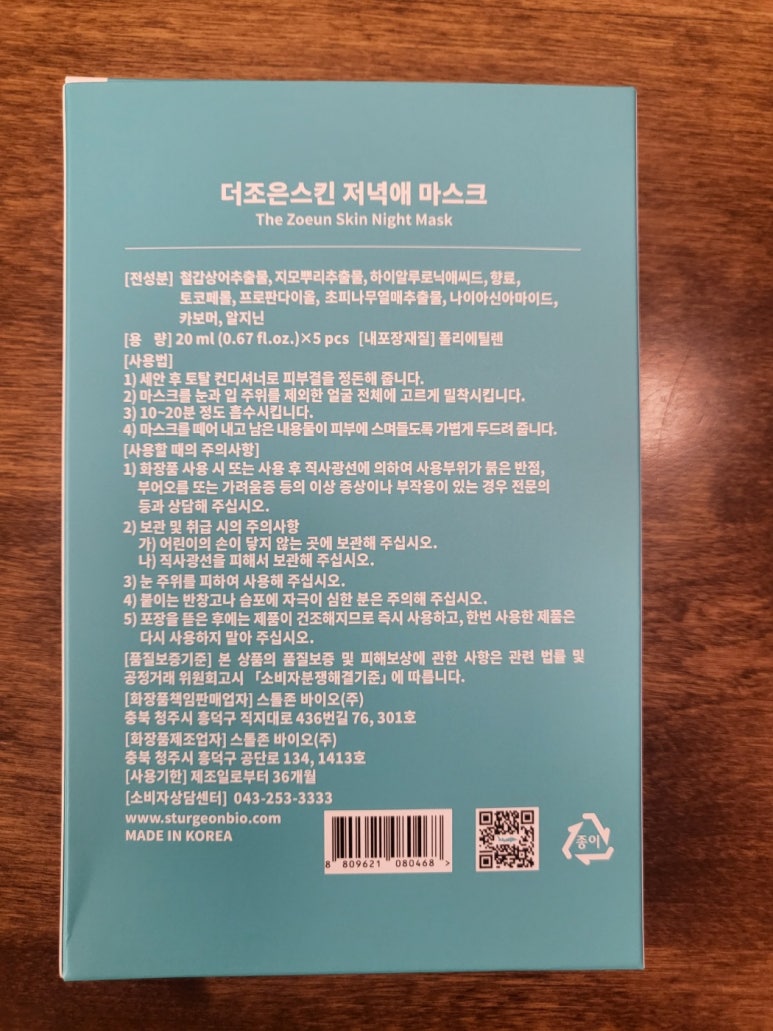 더조은스킨 저녁애 마스크
The Zoeun Skin Night Mask
[전성분] 철갑상어추출물, 지모뿌리추출물, 하이알루로닉애씨드, 향료,
토코페롤, 프로판다이올, 초피나무열매추출물, 나이아신아마이드,
카보머, 알지닌
[용 량] 20 ml (0.67 fl.oz.)×5 pcs [내포장재질] 폴리에틸렌
[사용법]
1) 세안 후 토탈 컨디셔너로 피부결을 정돈해 줍니다.
2) 마스크를 눈과 입 주위를 제외한 얼굴 전체에 고르게 밀착시킵니다.
3) 10~20분 정도 흡수시킵니다.
4) 마스크를 떼어 내고 남은 내용물이 피부에 스며들도록 가볍게 두드려 줍니다.
[사용할 때의 주의사항]
1) 화장품 사용 시 또는 사용 후 직사광선에 의하여 사용부위가 붉은 반점,
부어오름 또는 가려움증 등의 이상 증상이나 부작용이 있는 경우 전문의
등과 상담해 주십시오.
2) 보관 및 취급 시의 주의사항
가) 어린이의 손이 닿지 않는 곳에 보관해 주십시오.
나) 직사광선을 피해서 보관해 주십시오.
3) 눈 주위를 피하여 사용해 주십시오.
4) 붙이는 반창고나 습포에 자극이 심한 분은 주의해 주십시오.
5) 포장을 뜯은 후에는 제품이 건조해지므로 즉시 사용하고, 한번 사용한 제품은
다시 사용하지 말아 주십시오.
[품질보증기준] 본 상품의 품질보증 및 피해보상에 관한 사항은 관련 법률 및
공정거래 위원회고시 「소비자분쟁해결기준」에 따릅니다.
[화장품책임판매업자] 스톨존 바이오(주)
충북 청주시 흥덕구 직지대로 436번길 76, 301호
[화장품제조업자] 스톨존 바이오(주)
충북 청주시 흥덕구 공단로 134, 1413호
[사용기한] 제조일로부터 36개월
[소비자상담센터] 043-253-3333
www.sturgeonbio.com
MADE IN KOREA
8 809621 080468 >
종이